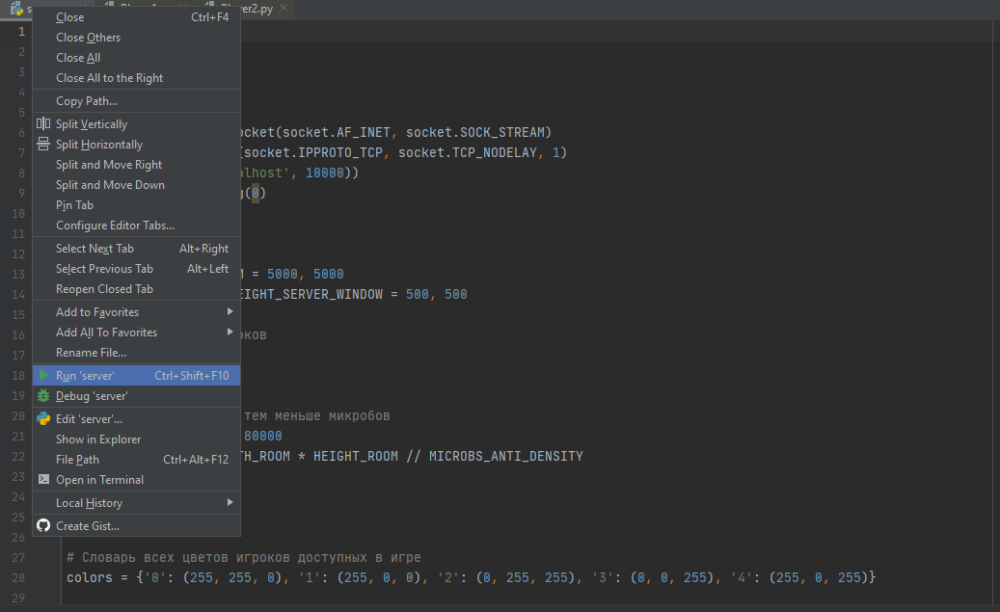 Player2.py
1
Close Ctrl+F4
2
Close Others
3
Close All
4
Close All to the Right
5
Copy Path...
6
Split Vertically
ocket(socket.AF_INET, socket.SOCK_STREAM)
7
Split Horizontally
(socket.IPPROTO_TCP, socket.TCP_NODELAY, 1)
8
Split and Move Right
lhost', 10000))
9
Split and Move Down
(0)
10
Pin Tab
11
Configure Editor Tabs...
12
Select Next Tab Alt+Right
13
Select Previous Tab Alt+Left
= 5000, 5000
14
Reopen Closed Tab
EIGHT_SERVER_WINDOW = 500, 500
15
Add to Favorites
16
Add All To Favorites
ков
17
Rename File...
18
Run 'server' Ctrl+Shift+F10
19
Debug 'server'
20
Edit 'server'...
тем меньше микробов
21
Show in Explorer
80000
22
File Path Ctrl+Alt+F12
TH_ROOM * HEIGHT_ROOM // MICROBS_ANTI_DENSITY
23
Open in Terminal
24
Local History
25
Create Gist...
26
27
# Словарь всех цветов игроков доступных в игре
28
colors = {'0': (255, 255, 0), '1': (255, 0, 0), '2': (0, 255, 255), '3': (0, 0, 255), '4': (255, 0, 255)}
29